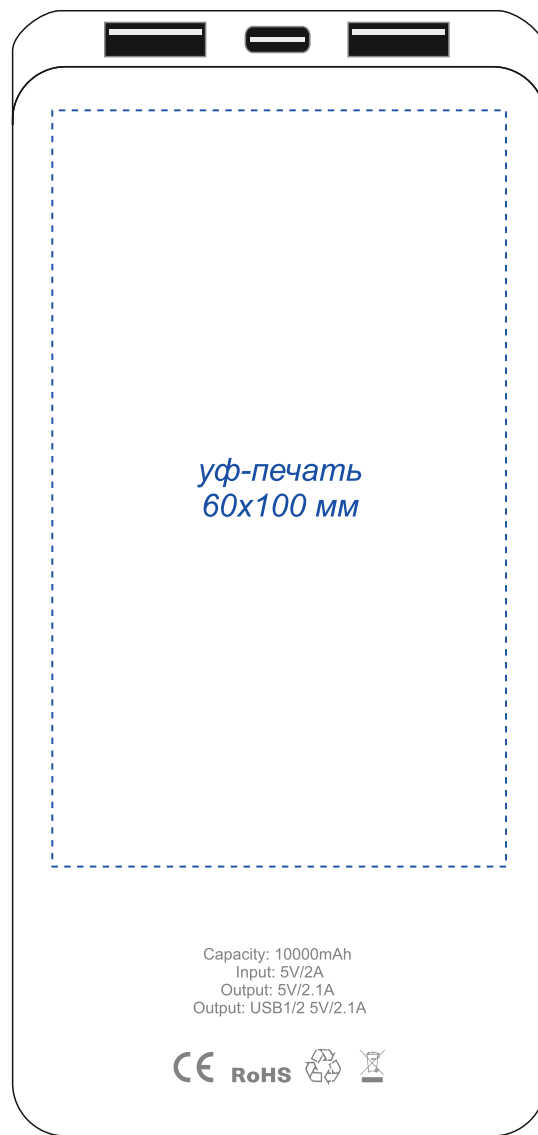 уф-печать
60х100 мм
Capacity: 10000mAh
Input: 5V/2A
Output: 5V/2.1A
Output: USB1/2 5V/2.1A
CE RoHS